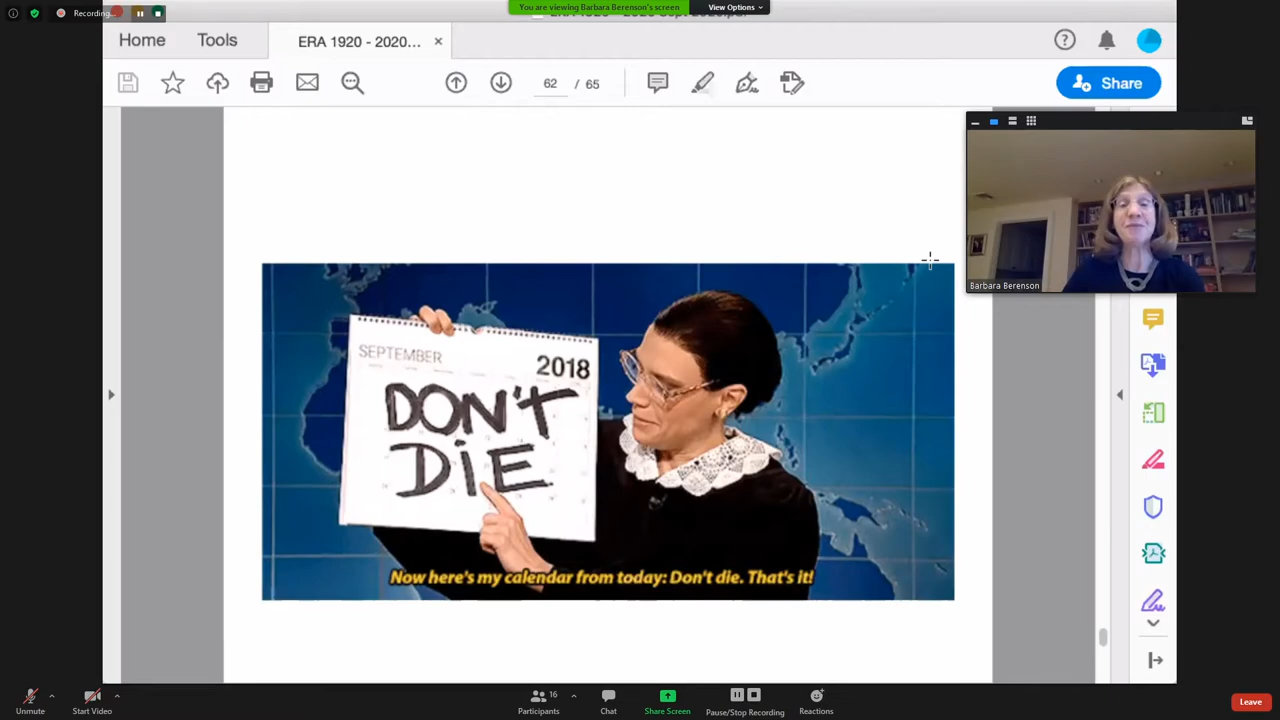 Recording...
You are viewing Barbara Berenson's screen
View Options
Home
Tools
ERA 1920 - 2020...
62 / 65
Share
Barbara Berenson
SEPTEMBER
2018
DON'T
DIE
Now here's my calendar from today: Don't die. That's it!
Unmute
Start Video
Participants
16
Chat
Share Screen
Pause/Stop Recording
Reactions
Leave